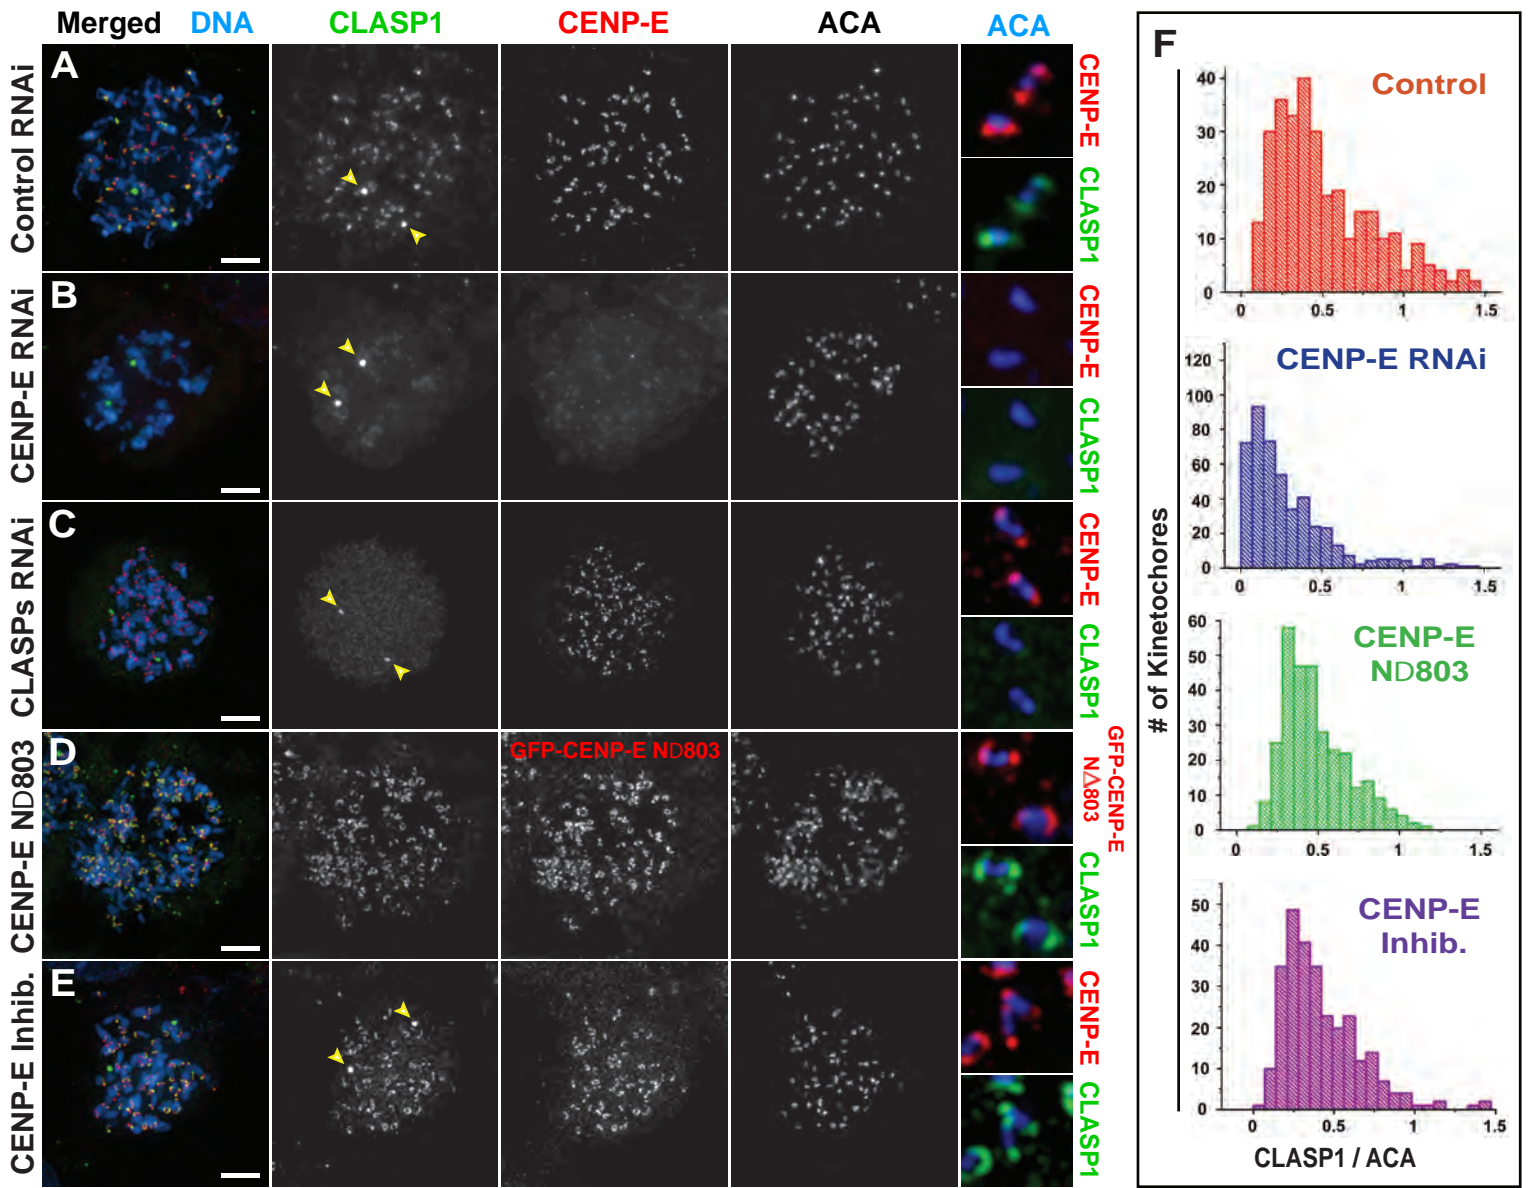 Merged DNA CLASP1 CENP-E ACA ACA
A
Control RNAi
CENP-E
CLASP1
B
CENP-E RNAi
CENP-E
CLASP1
C
CLASPs RNAi
CENP-E
CLASP1
D
CENP-E ND803
GFP-CENP-E ND803
GFP-CENP-E
NΔ803
CLASP1
E
CENP-E Inhib.
CENP-E
CLASP1
F
# of Kinetochores
Control
40
30
20
10
0
0 0.5 1 1.5
CENP-E RNAi
120
100
80
60
40
20
0
0 0.5 1 1.5
CENP-E
ND803
60
50
40
30
20
10
0
0 0.5 1 1.5
CENP-E
Inhib.
50
40
30
20
10
0
0 0.5 1 1.5
CLASP1 / ACA